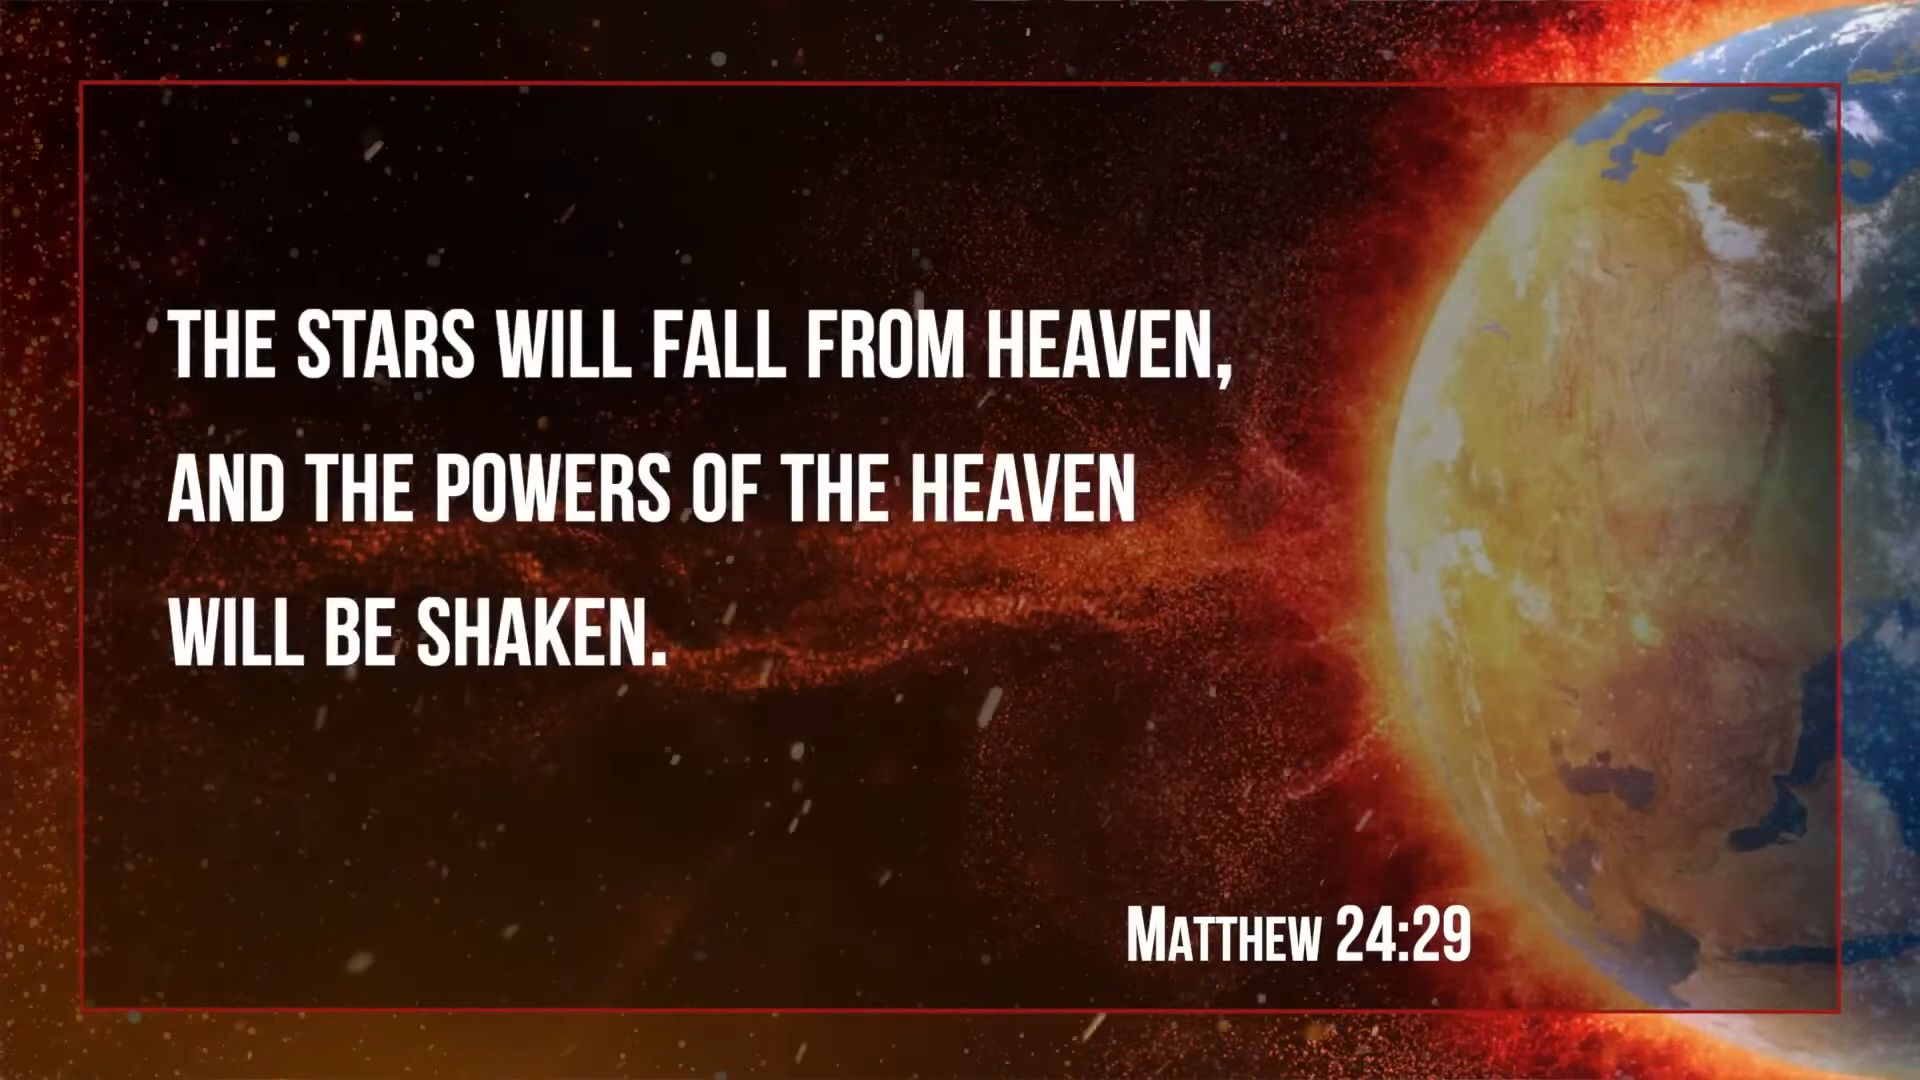 THE STARS WILL FALL FROM HEAVEN,
AND THE POWERS OF THE HEAVEN
WILL BE SHAKEN.
MATTHEW 24:29